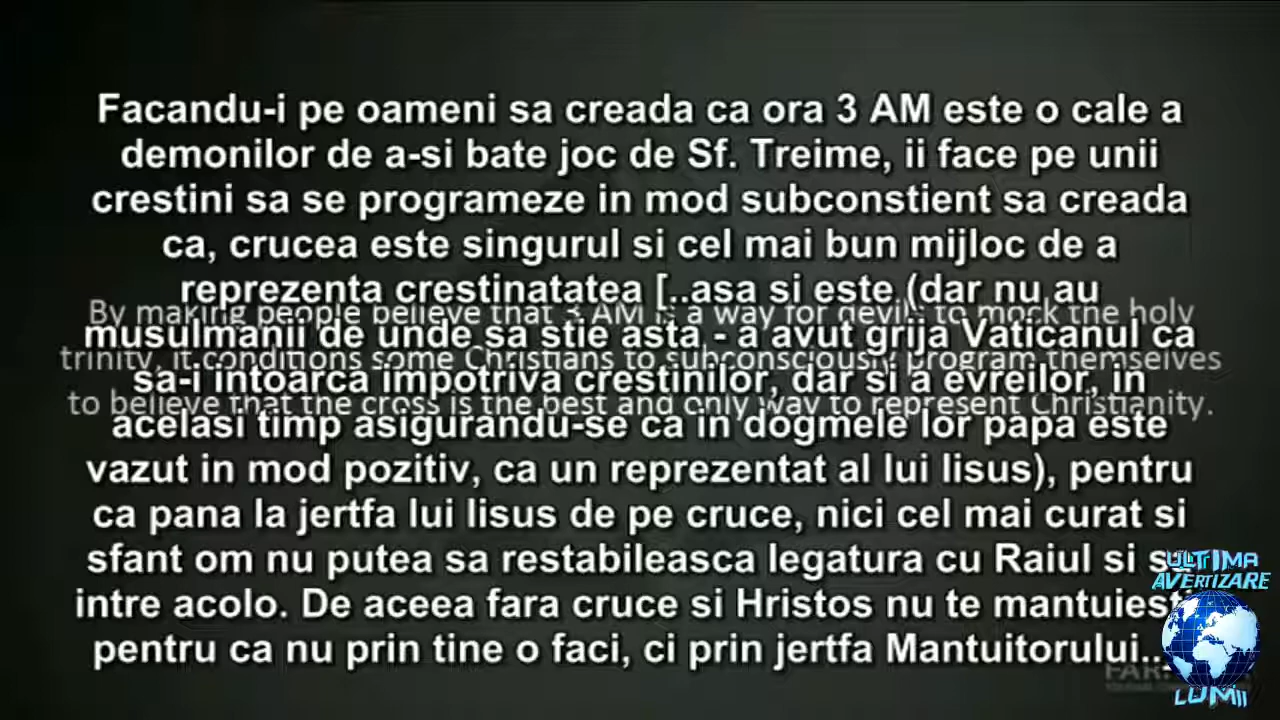 Facandu-i pe oameni sa creada ca ora 3 AM este o cale a
demonilor de a-si bate joc de Sf. Treime, ii face pe unii
crestini sa se programeze in mod subconstient sa creada
ca, crucea este singurul si cel mai bun mijloc de a
reprezenta crestinatatea [..asa si este (dar nu au
By making people believe that 3 AM is a way for devils to mock the holy
musulmanii de unde sa stie asta - a avut grija Vaticanul ca
trinity, it conditions some Christians to subconsciously program themselves
sa-i intoarca impotriva crestinilor, dar si a evreilor, in
to believe that the cross is the best and only way to represent Christianity.
acelasi timp asigurandu-se ca in dogmele lor papa este
vazut in mod pozitiv, ca un reprezentat al lui Iisus), pentru
ca pana la jertfa lui Iisus de pe cruce, nici cel mai curat si
sfant om nu putea sa restabileasca legatura cu Raiul si sa
intre acolo. De aceea fara cruce si Hristos nu te mantuiesti
pentru ca nu prin tine o faci, ci prin jertfa Mantuitorului..
ULTIMA
AVERTIZARE
LUMII